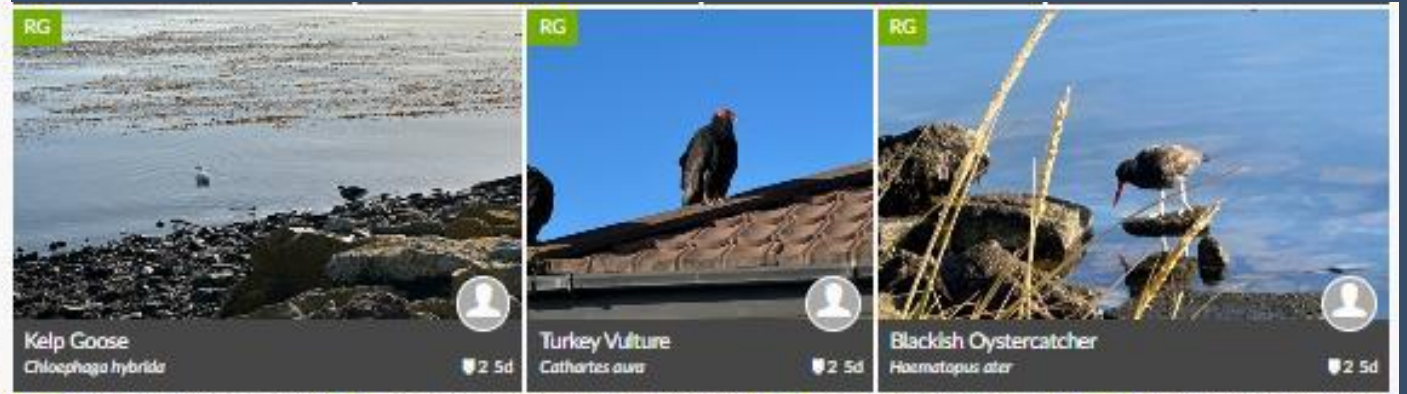 RG
Kelp Goose
Chloephaga hybrida
2 5d
RG
Turkey Vulture
Cathartes aura
2 5d
RG
Blackish Oystercatcher
Haematopus ater
2 5d